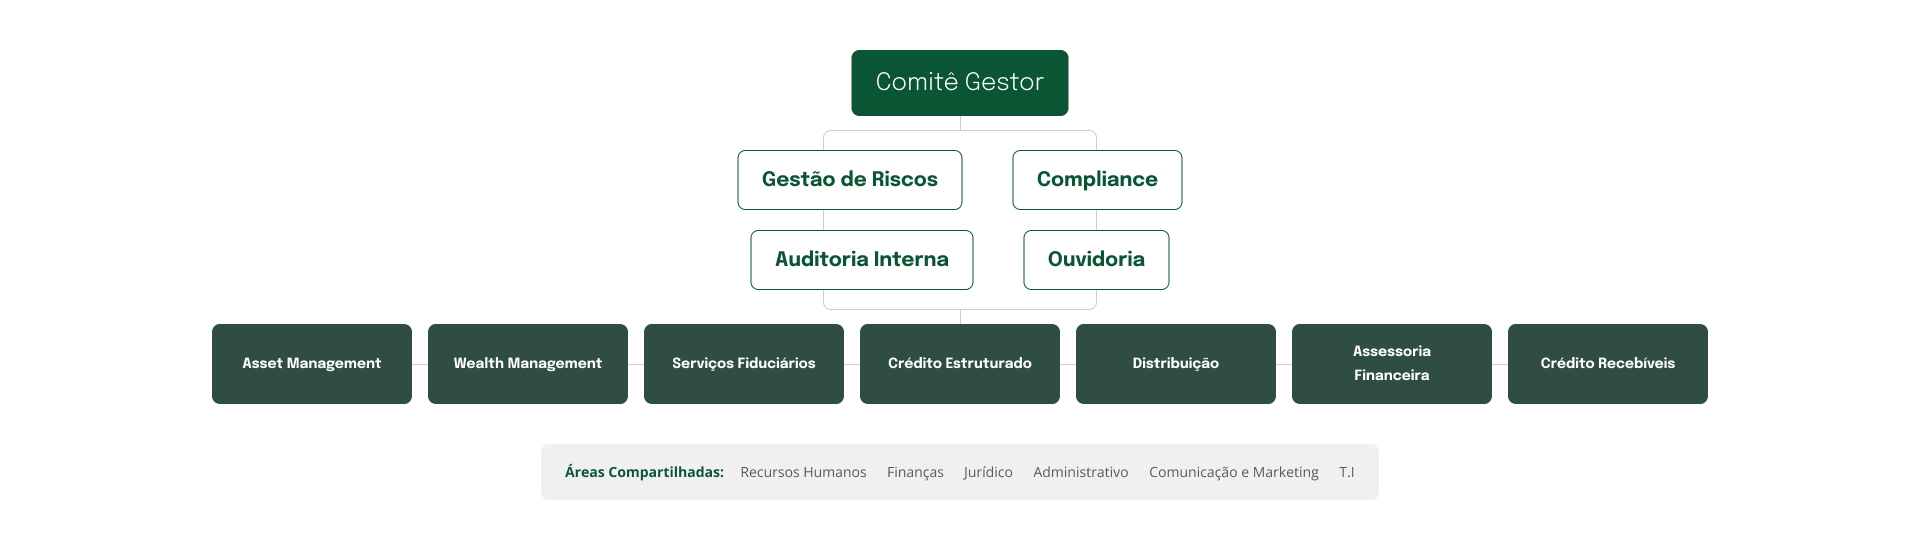 Comitê Gestor
Gestão de Riscos
Compliance
Auditoria Interna
Ouvidoria
Asset Management
Wealth Management
Serviços Fiduciários
Crédito Estruturado
Distribuição
Assessoria
Financeira
Crédito Recebíveis
Áreas Compartilhadas: Recursos Humanos Finanças Jurídico Administrativo Comunicação e Marketing T.I